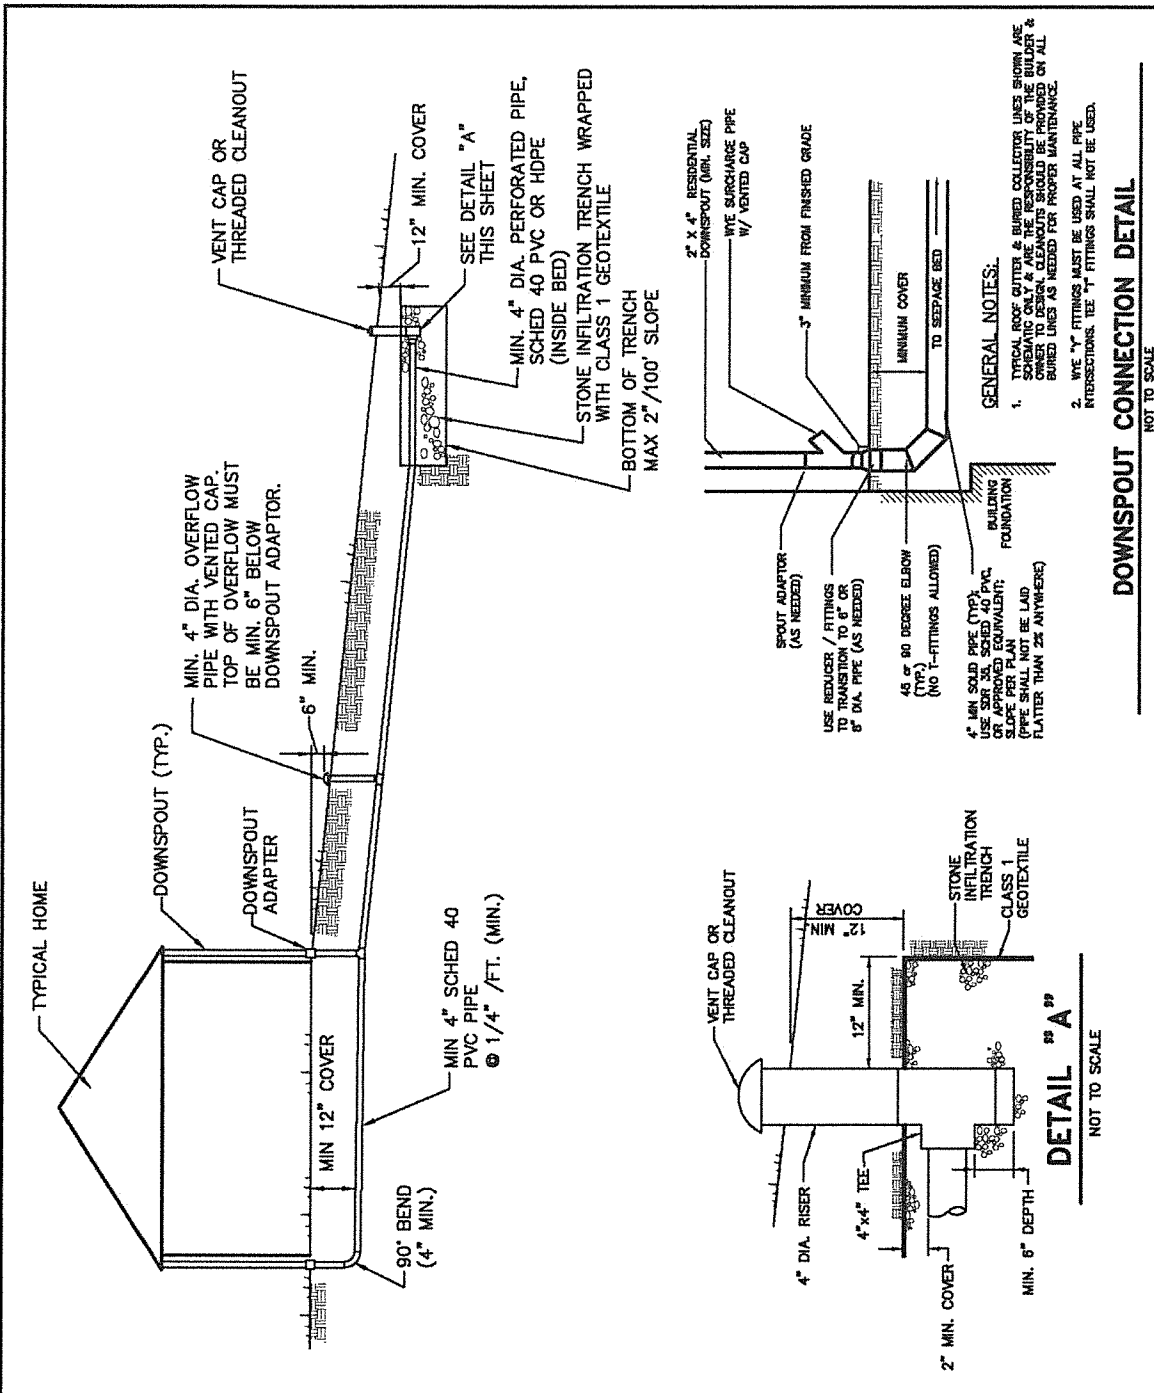 TYPICAL HOME
DOWNSPOUT (TYP.)
DOWNSPOUT
ADAPTER
MIN. 4" DIA. OVERFLOW
PIPE WITH VENTED CAP.
TOP OF OVERFLOW MUST
BE MIN. 6" BELOW
DOWNSPOUT ADAPTOR.
6" MIN.
VENT CAP OR
THREADED CLEANOUT
12" MIN. COVER
SEE DETAIL "A"
THIS SHEET
MIN. 4" DIA. PERFORATED PIPE,
SCHED 40 PVC OR HDPE
(INSIDE BED)
STONE INFILTRATION TRENCH WRAPPED
WITH CLASS 1 GEOTEXTILE
BOTTOM OF TRENCH
MAX 2"/100' SLOPE
MIN 12" COVER
90° BEND
(4" MIN.)
MIN 4" SCHED 40
PVC PIPE
@ 1/4" /FT. (MIN.)
VENT CAP OR
THREADED CLEANOUT
12" MIN.
COVER
12" MIN.
STONE
INFILTRATION
TRENCH
CLASS 1
GEOTEXTILE
4" DIA. RISER
4"x4" TEE
2" MIN. COVER
MIN. 6" DEPTH
DETAIL "A"
NOT TO SCALE
2" X 4" RESIDENTIAL
DOWNSPOUT (MIN. SIZE)
WYE SURCHARGE PIPE
W/ VENTED CAP
3" MINIMUM FROM FINISHED GRADE
MINIMUM COVER
TO SEEPAGE BED
SPOUT ADAPTOR
(AS NEEDED)
USE REDUCER / FITTINGS
TO TRANSITION TO 6" OR
8" DIA. PIPE (AS NEEDED)
45 or 90 DEGREE ELBOW
(TYP.)
(NO T-FITTINGS ALLOWED)
4" MIN SOLID PIPE (TYP);
USE SDR 35, SCHED 40 PVC,
OR APPROVED EQUIVALENT;
SLOPE PER PLAN
(PIPE SHALL NOT BE LAID
FLATTER THAN 2% ANYWHERE)
BUILDING
FOUNDATION
GENERAL NOTES:
1. TYPICAL ROOF GUTTER & BURIED COLLECTOR LINES SHOWN ARE
SCHEMATIC ONLY & ARE THE RESPONSIBILITY OF THE BUILDER &
OWNER TO DESIGN. CLEANOUTS SHOULD BE PROVIDED ON ALL
BURIED LINES AS NEEDED FOR PROPER MAINTENANCE.
2. WYE "Y" FITTINGS MUST BE USED AT ALL PIPE
INTERSECTIONS. TEE "T" FITTINGS SHALL NOT BE USED.
DOWNSPOUT CONNECTION DETAIL
NOT TO SCALE